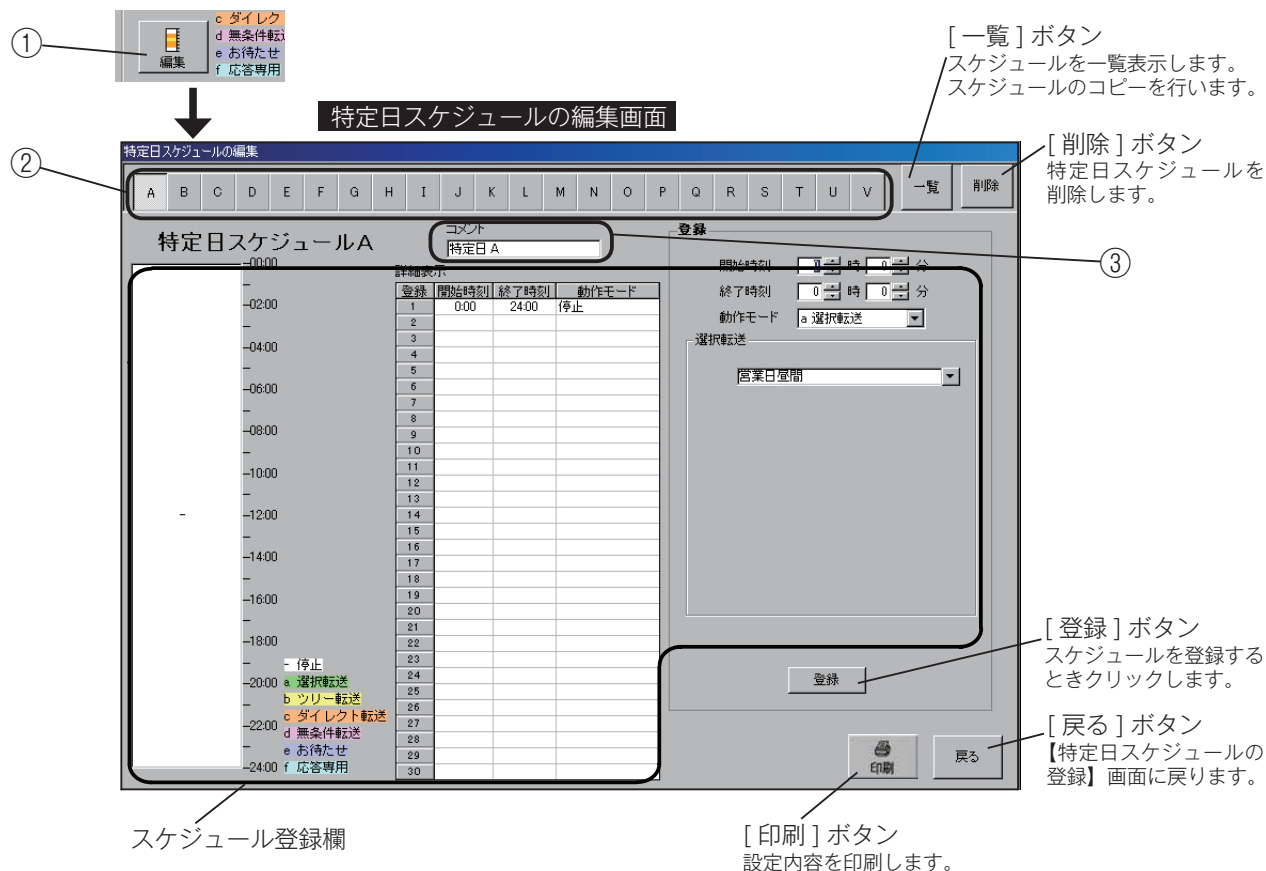 ①
編集
c ダイレク
d 無条件転送
e お待たせ
f 応答専用
[ 一覧 ] ボタン
スケジュールを一覧表示します。
スケジュールのコピーを行います。
特定日スケジュールの編集画面
[ 削除 ] ボタン
特定日スケジュールを
削除します。
②
特定日スケジュールの編集
A B C D E F G H I J K L M N O P Q R S T U V
一覧
削除
特定日スケジュールA
コメント
特定日 A
③
詳細表示
登録 開始時刻 終了時刻 動作モード
1 0:00 24:00 停止
2
3
4
5
6
7
8
9
10
11
12
13
14
15
16
17
18
19
20
21
22
23
24
25
26
27
28
29
30
00:00
02:00
04:00
06:00
08:00
10:00
-
12:00
14:00
16:00
18:00
20:00
22:00
24:00
- 停止
a 選択転送
b ツリー転送
c ダイレクト転送
d 無条件転送
e お待たせ
f 応答専用
登録
開始時刻 0 時 0 分
終了時刻 0 時 0 分
動作モード a 選択転送
選択転送
営業日昼間
登録
印刷
戻る
[ 登録 ] ボタン
スケジュールを登録する
ときクリックします。
[ 戻る ] ボタン
【特定日スケジュールの
登録】画面に戻ります。
スケジュール登録欄
[ 印刷 ] ボタン
設定内容を印刷します。